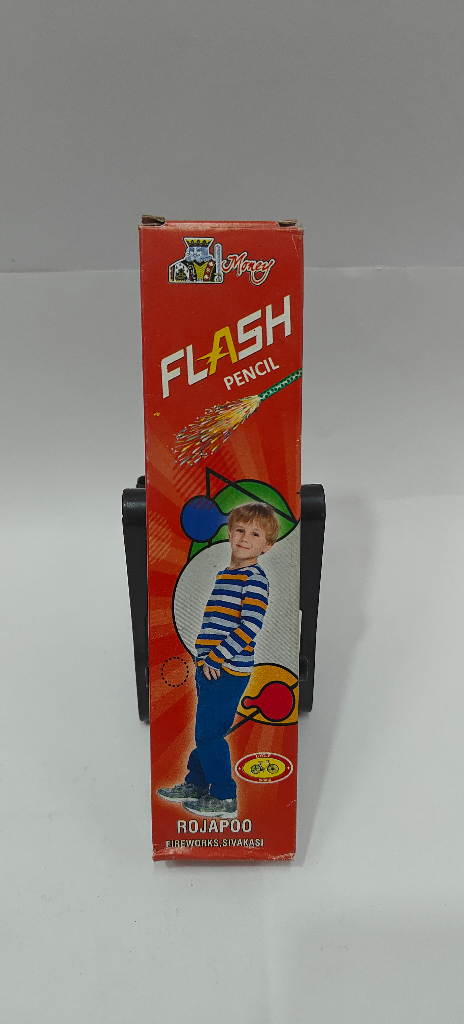 Money
FLASH
PENCIL
ROJAPOO
FIREWORKS,SIVAKASI